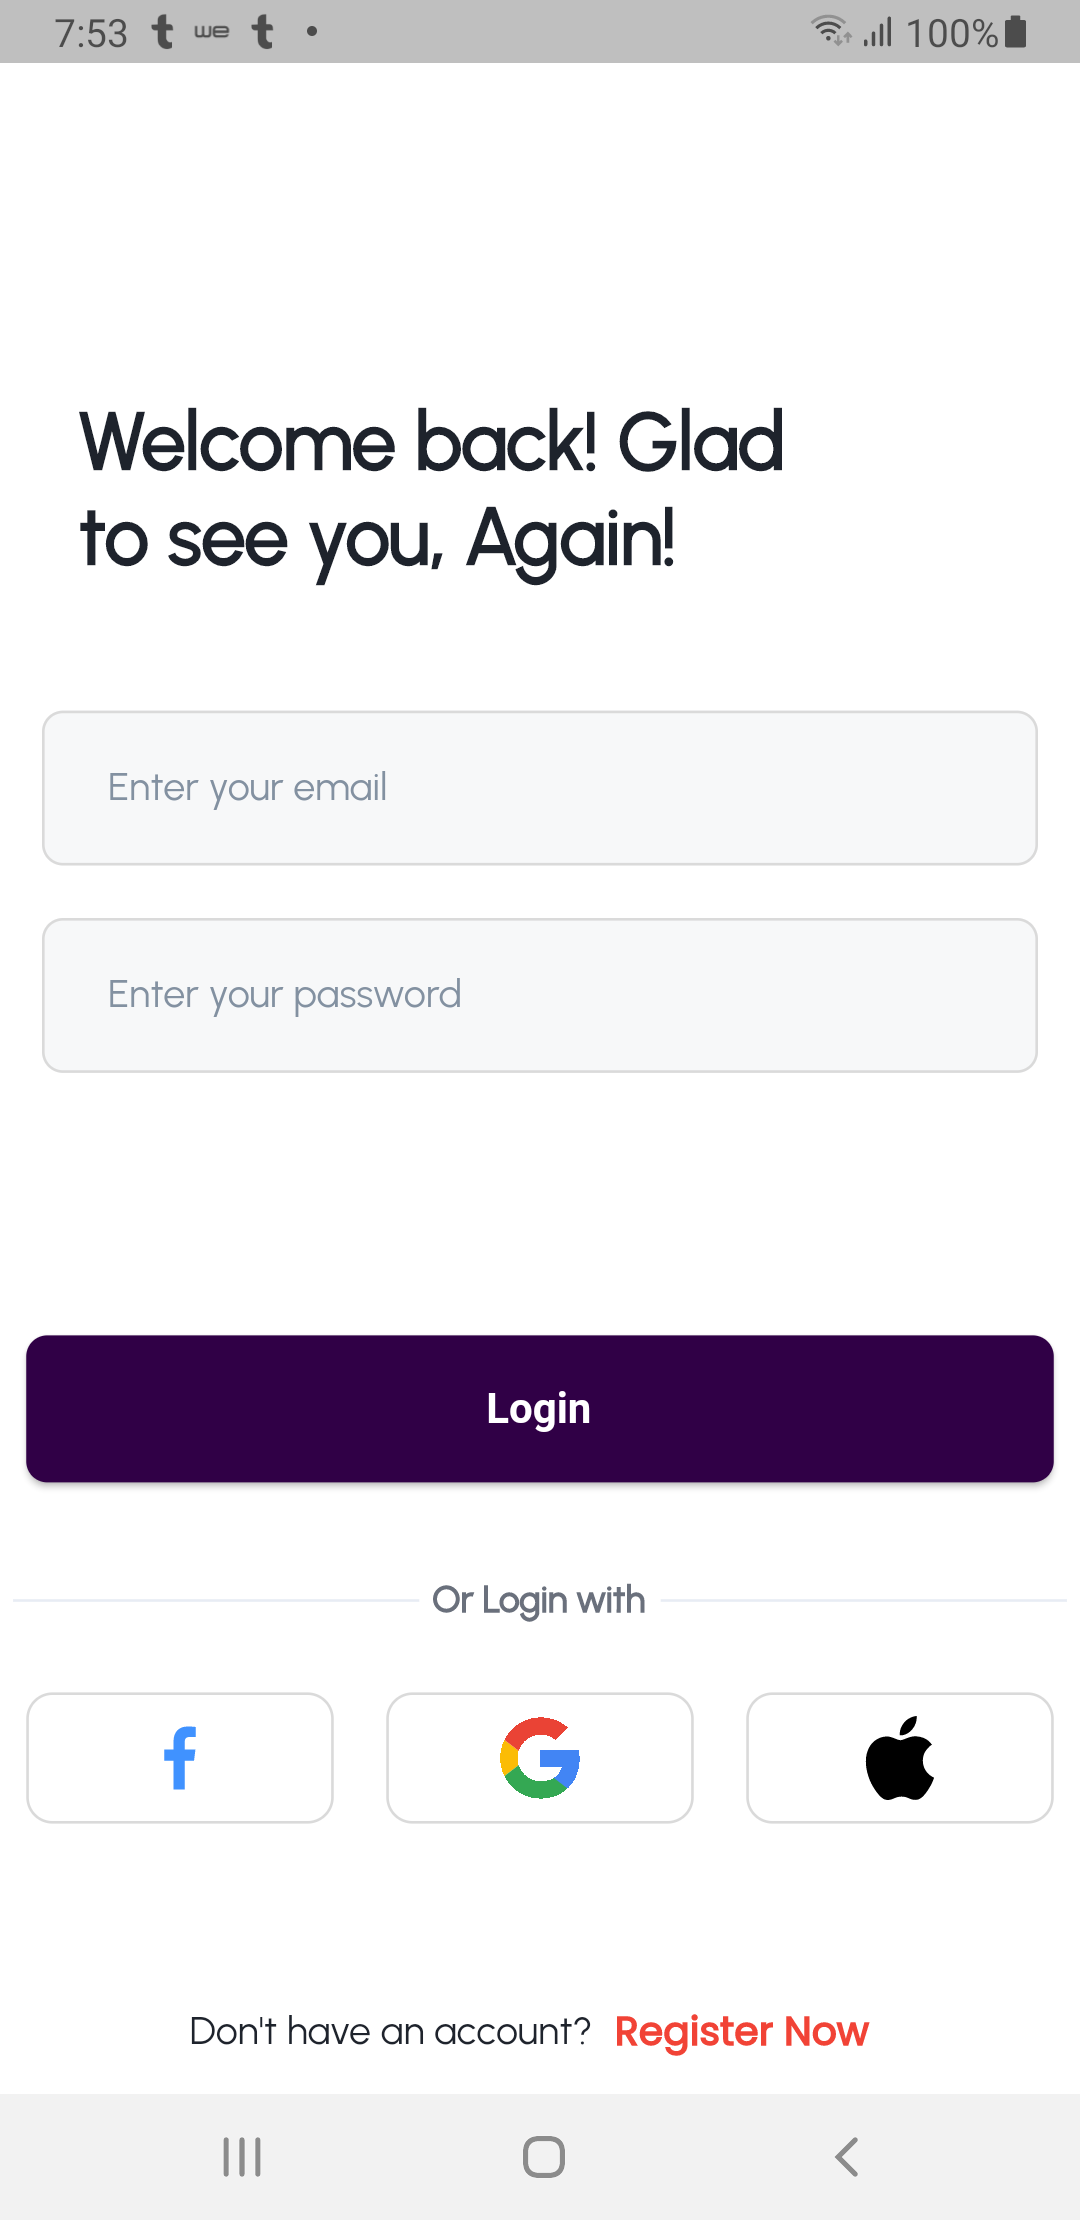 7:53 t we t 100%
Welcome back! Glad
to see you, Again!
Enter your email
Enter your password
Login
Or Login with
Don't have an account? Register Now